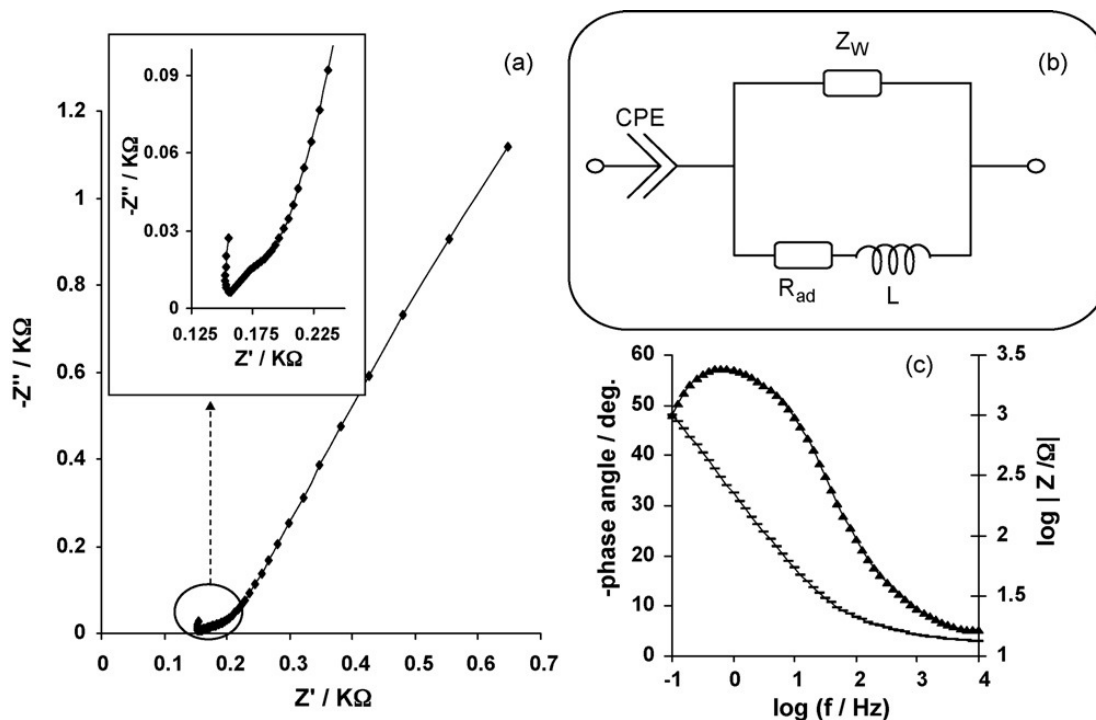 (a)
-Z'' / KΩ
1.2
1
0.8
0.6
0.4
0.2
0
0
0.1
0.2
0.3
0.4
0.5
0.6
0.7
Z' / KΩ
-Z'' / KΩ
0.09
0.06
0.03
0
0.125
0.175
0.225
Z' / KΩ
(b)
CPE
Z_W
R_ad
L
(c)
-phase angle / deg.
60
50
40
30
20
10
0
-1
0
1
2
3
4
log (f / Hz)
3.5
3
2.5
2
1.5
1
log | Z /Ω|